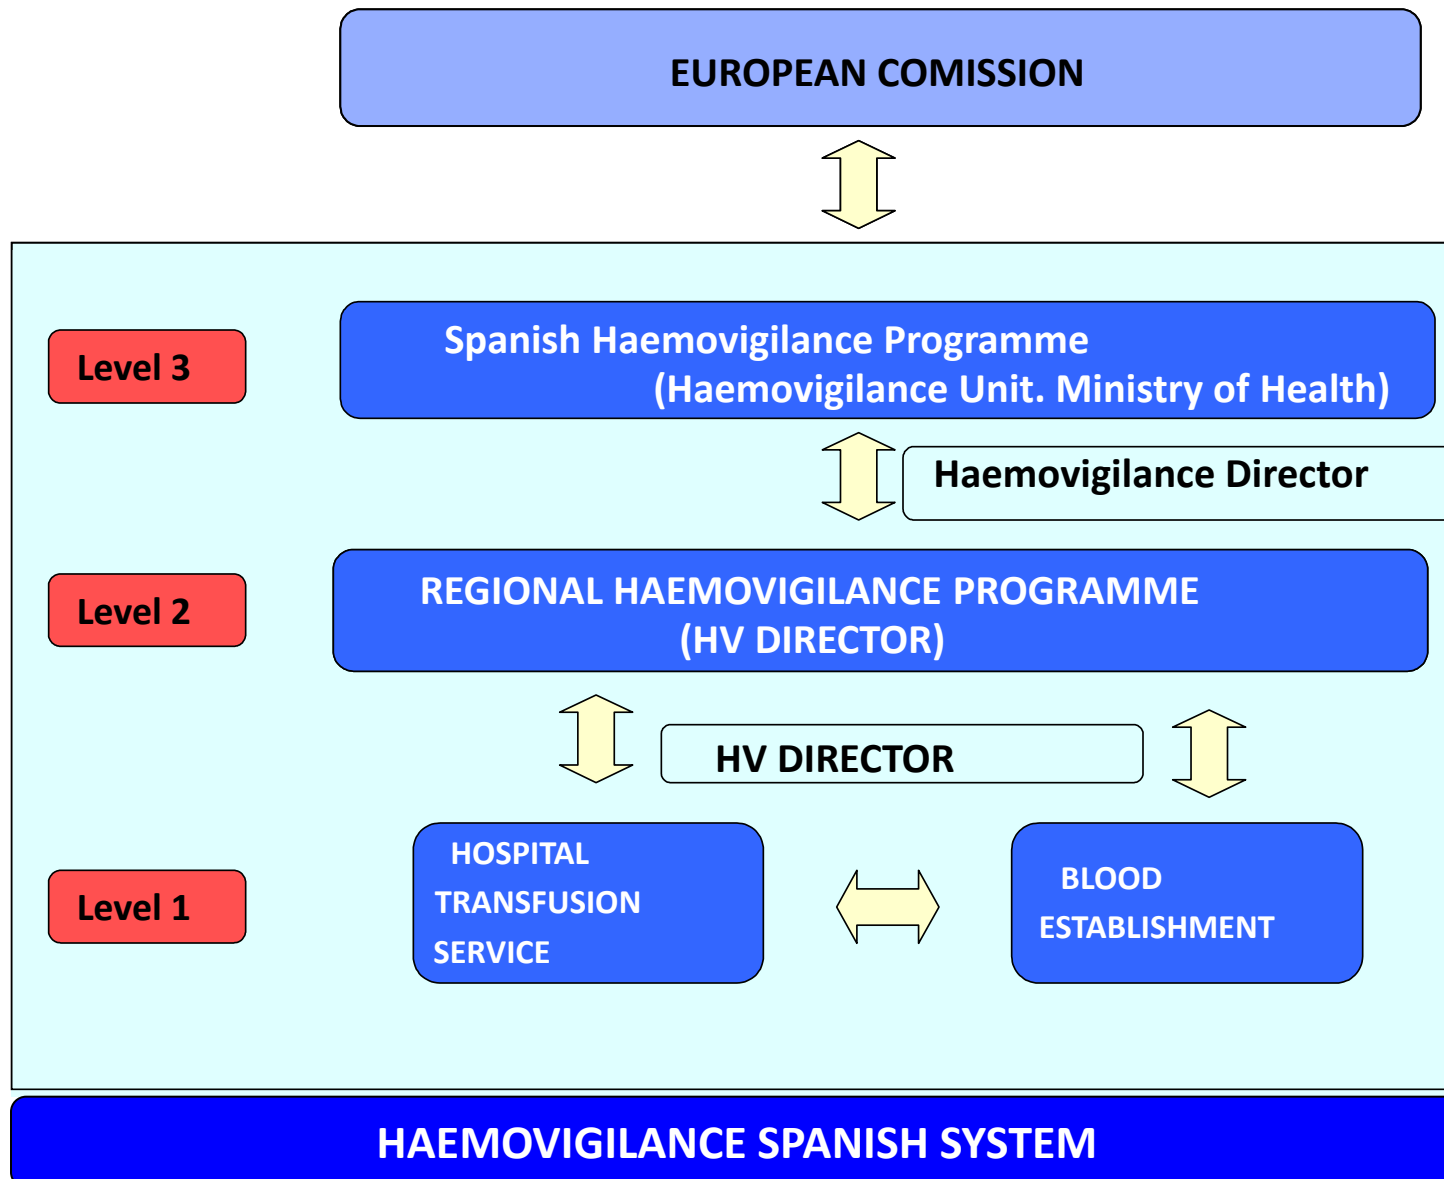 EUROPEAN COMISSION
Level 3
Spanish Haemovigilance Programme
(Haemovigilance Unit. Ministry of Health)
Haemovigilance Director
Level 2
REGIONAL HAEMOVIGILANCE PROGRAMME
(HV DIRECTOR)
HV DIRECTOR
Level 1
HOSPITAL
TRANSFUSION
SERVICE
BLOOD
ESTABLISHMENT
HAEMOVIGILANCE SPANISH SYSTEM